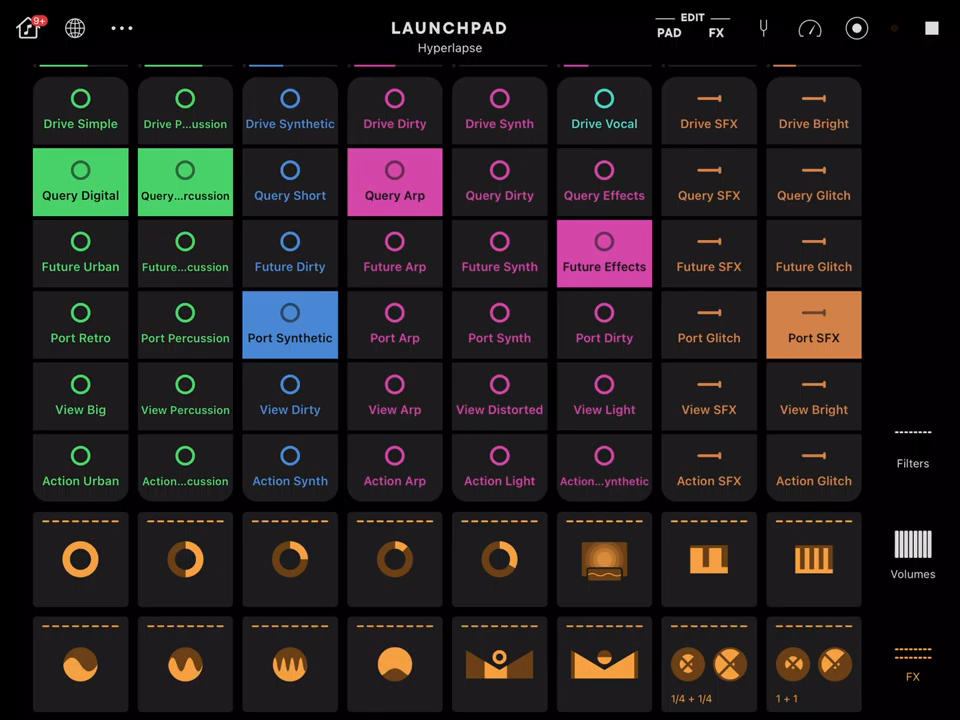 9+
LAUNCHPAD
Hyperlapse
EDIT
PAD FX
Drive Simple Drive P...ussion Drive Synthetic Drive Dirty Drive Synth Drive Vocal Drive SFX Drive Bright
Query Digital Query...rcussion Query Short Query Arp Query Dirty Query Effects Query SFX Query Glitch
Future Urban Future...cussion Future Dirty Future Arp Future Synth Future Effects Future SFX Future Glitch
Port Retro Port Percussion Port Synthetic Port Arp Port Synth Port Dirty Port Glitch Port SFX
View Big View Percussion View Dirty View Arp View Distorted View Light View SFX View Bright
Filters
Action Urban Action...cussion Action Synth Action Arp Action Light Action...ynthetic Action SFX Action Glitch
Volumes
FX
1/4 + 1/4 1 + 1